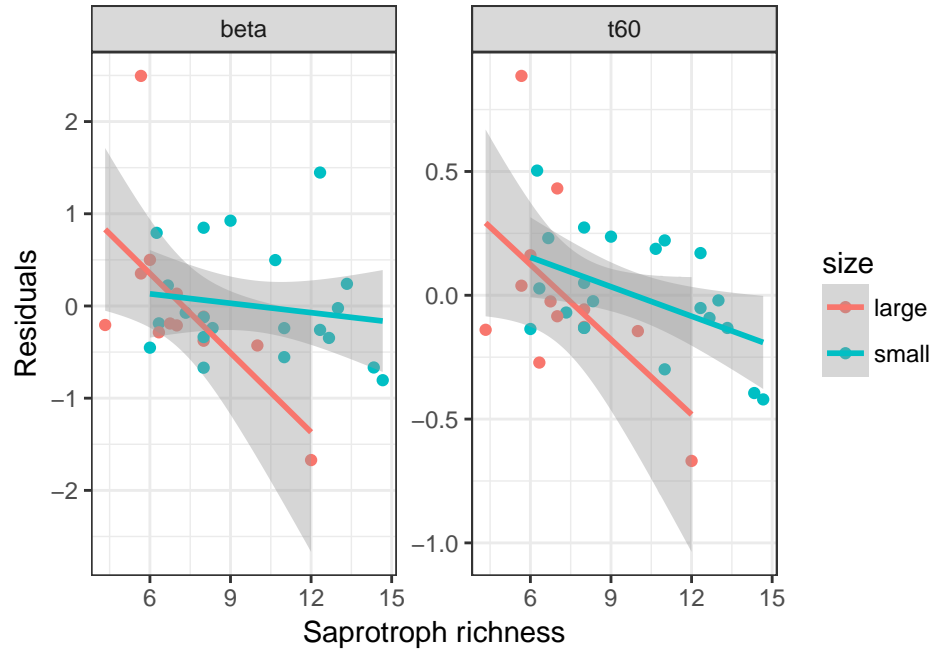 beta
t60
2
1
0
−1
−2
0.5
0.0
−0.5
−1.0
6
9
12
15
6
9
12
15
Residuals
Saprotroph richness
size
large
small